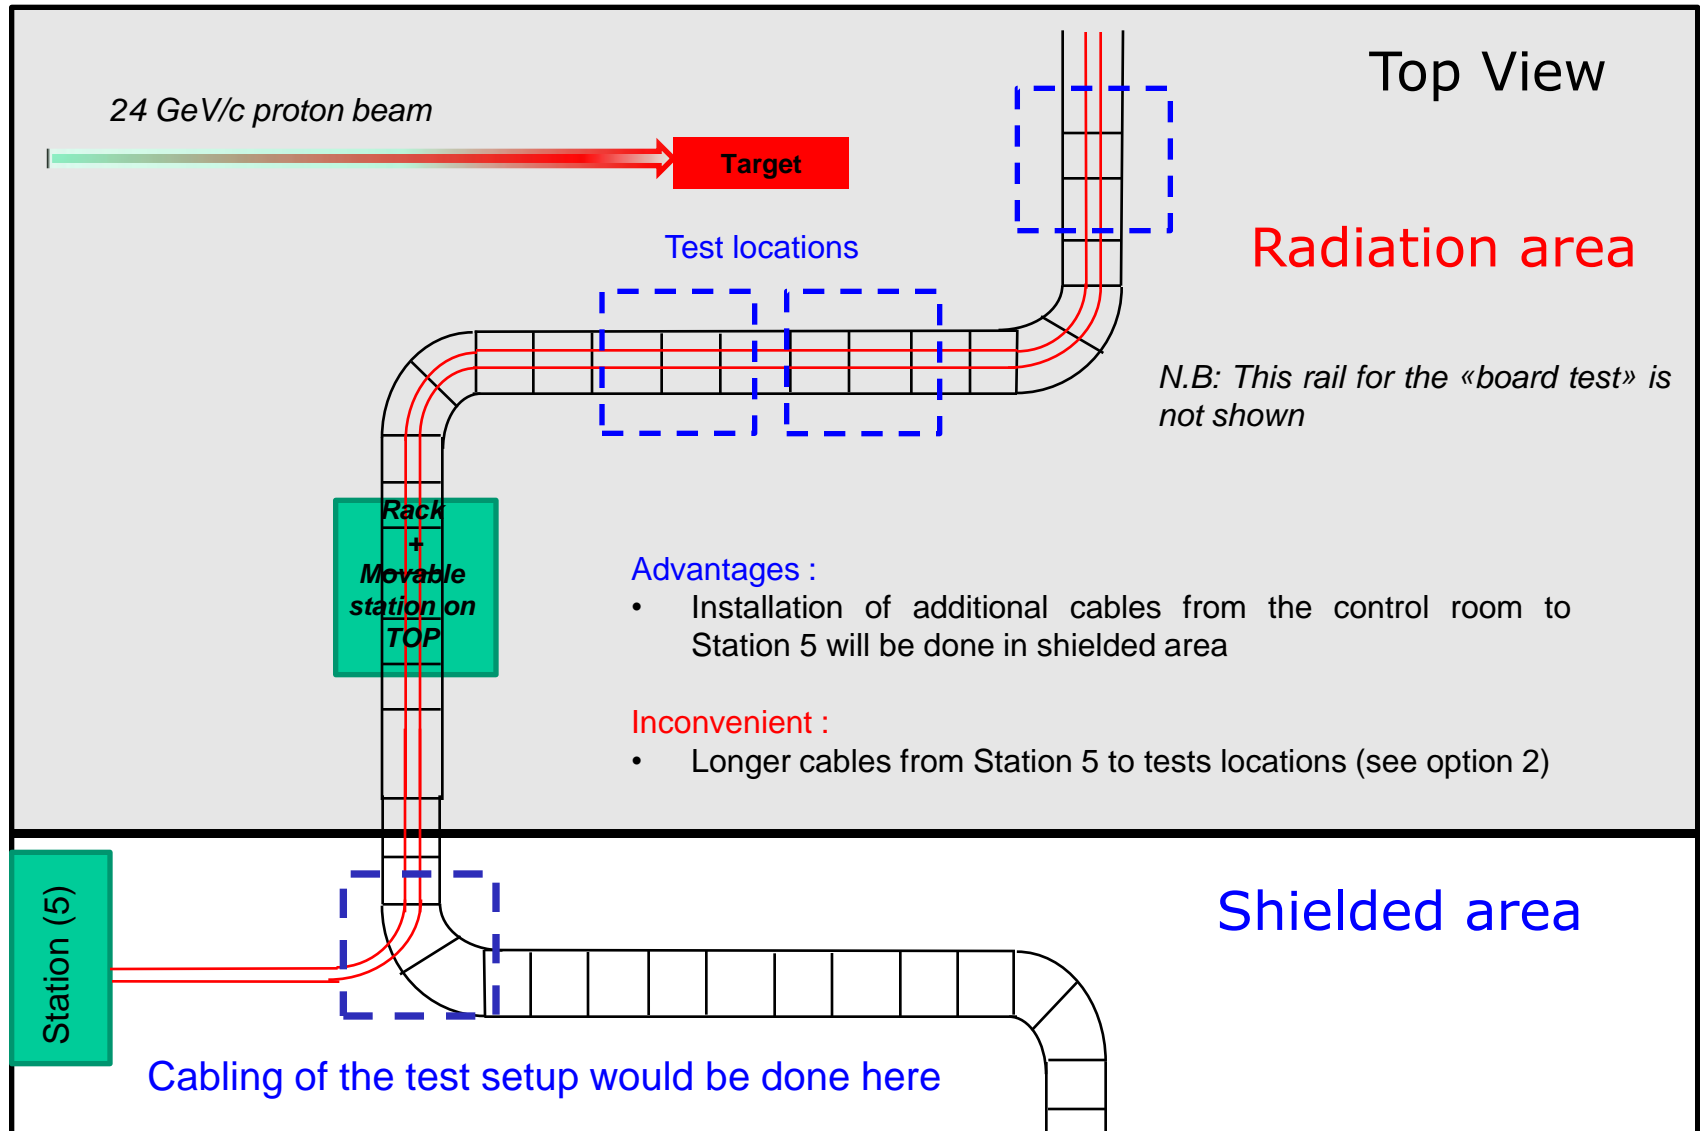 Top View
24 GeV/c proton beam
Target
Test locations
Radiation area
N.B: This rail for the «board test» is
not shown
Rack
+
Movable
station on
TOP
Advantages :
• Installation of additional cables from the control room to
Station 5 will be done in shielded area
Inconvenient :
• Longer cables from Station 5 to tests locations (see option 2)
Station (5)
Shielded area
Cabling of the test setup would be done here